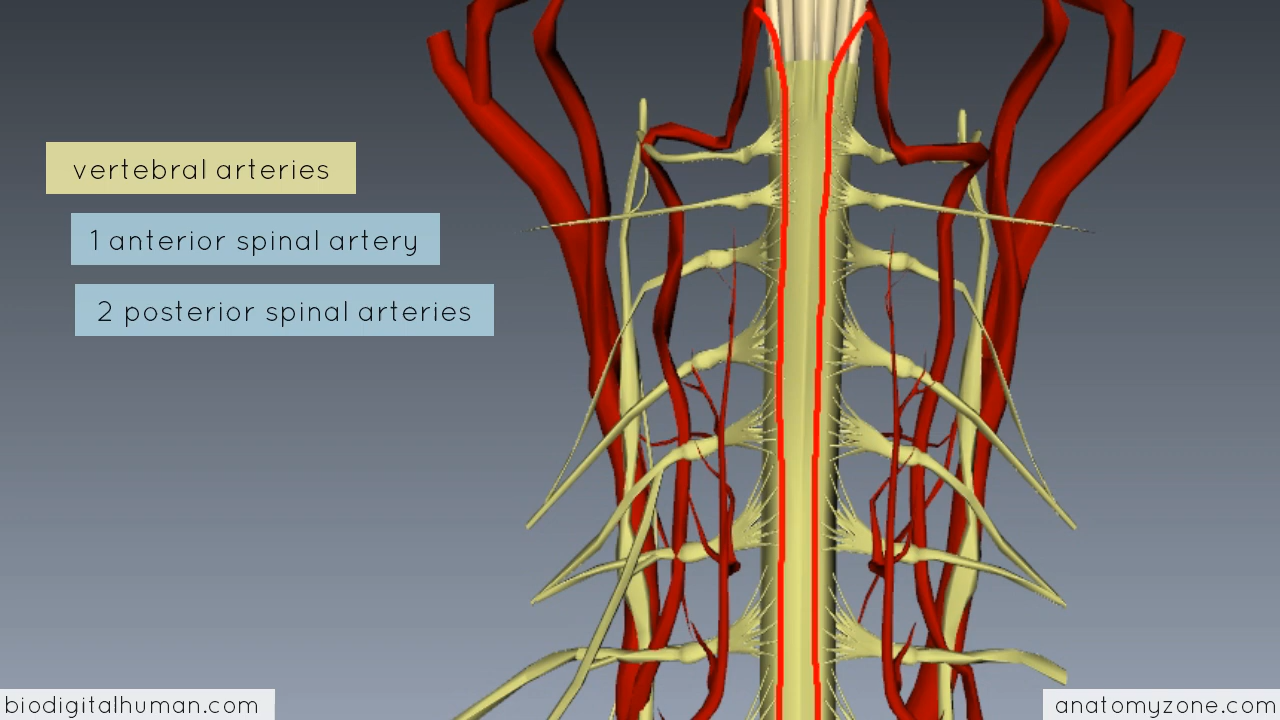 vertebral arteries
1 anterior spinal artery
2 posterior spinal arteries
biodigitalhuman.com
anatomyzone.com